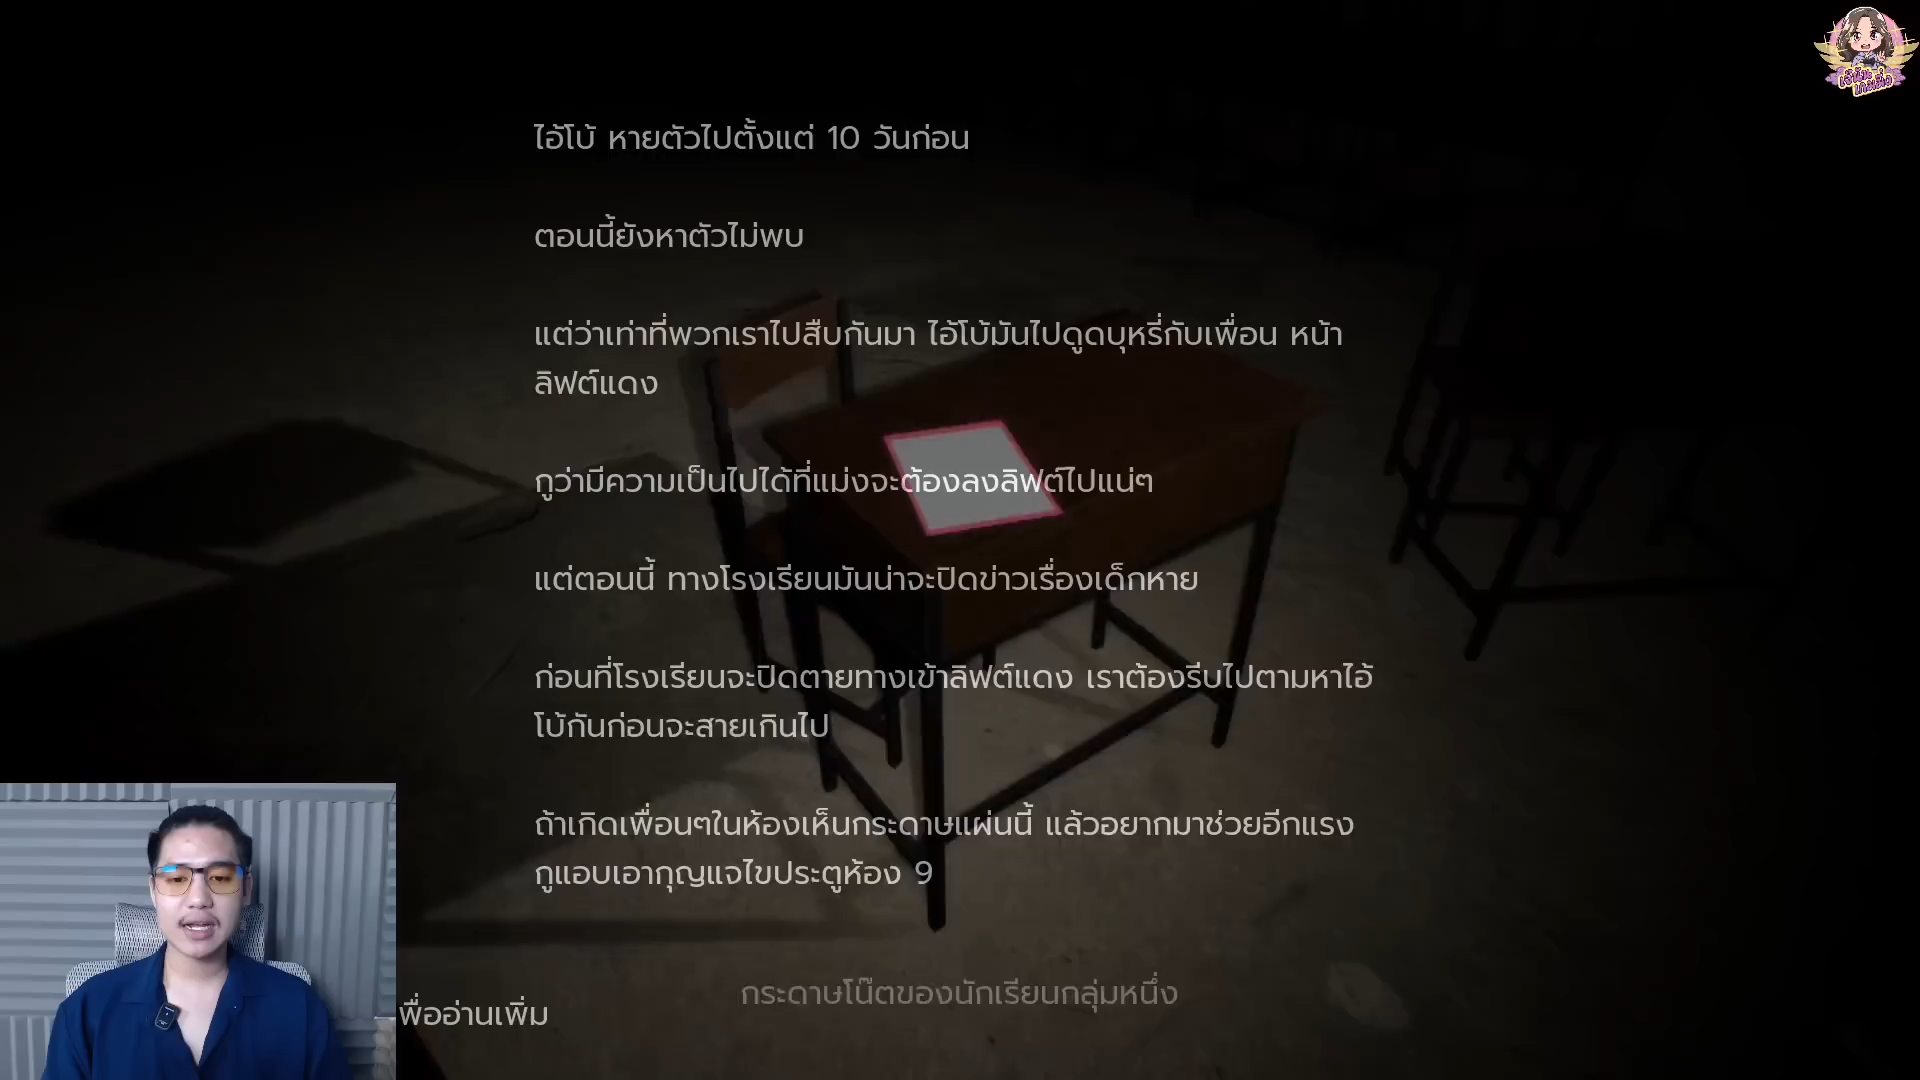 ไอ้โบ้ หายตัวไปตั้งแต่ 10 วันก่อน
ตอนนี้ยังหาตัวไม่พบ
แต่ว่าเท่าที่พวกเราไปสืบกันมา ไอ้โบ้มันไปดูดบุหรี่กับเพื่อน หน้า
ลิฟต์แดง
กูว่ามีความเป็นไปได้ที่แม่งจะต้องลงลิฟต์ไปแน่ๆ
แต่ตอนนี้ ทางโรงเรียนมันน่าจะปิดข่าวเรื่องเด็กหาย
ก่อนที่โรงเรียนจะปิดตายทางเข้าลิฟต์แดง เราต้องรีบไปตามหาไอ้
โบ้กันก่อนจะสายเกินไป
ถ้าเกิดเพื่อนๆในห้องเห็นกระดาษแผ่นนี้ แล้วอยากมาช่วยอีกแรง
กูแอบเอากุญแจไขประตูห้อง 9
กระดาษโน๊ตของนักเรียนกลุ่มหนึ่ง
พื่ออ่านเพิ่ม